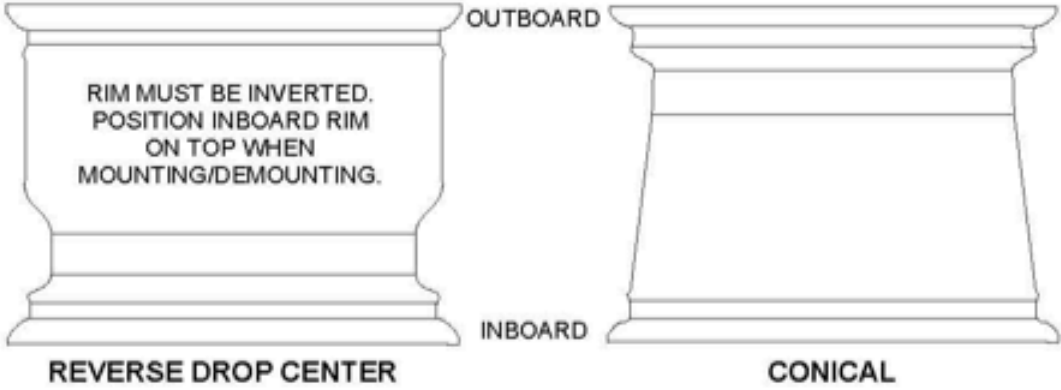 OUTBOARD
RIM MUST BE INVERTED.
POSITION INBOARD RIM
ON TOP WHEN
MOUNTING/DEMOUNTING.
INBOARD
REVERSE DROP CENTER
CONICAL